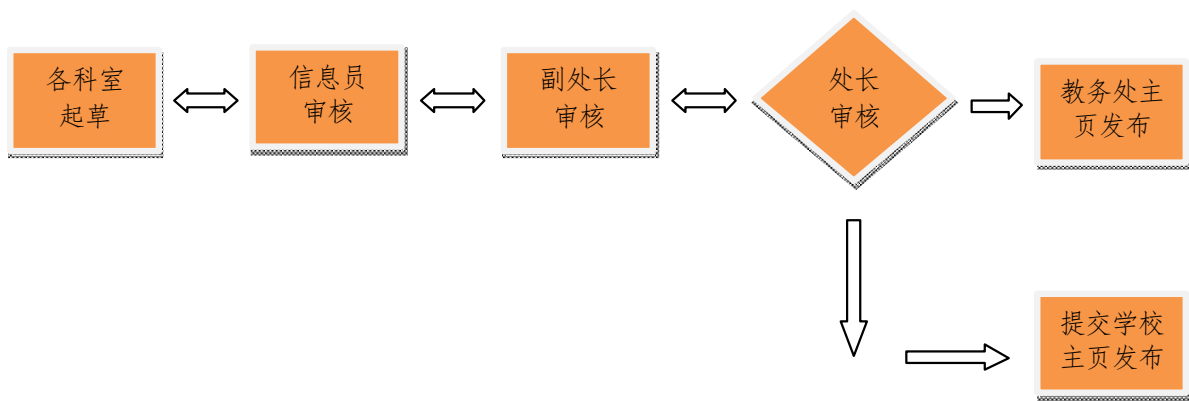 各科室
起草
信息员
审核
副处长
审核
处长
审核
教务处主
页发布
提交学校
主页发布